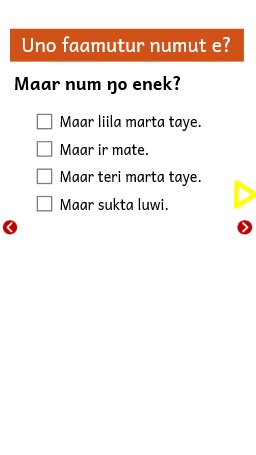 Uno faamutur numut e?
Maar num ŋo enek?
Maar liila marta taye.
Maar ir mate.
Maar teri marta taye.
Maar sukta luwi.